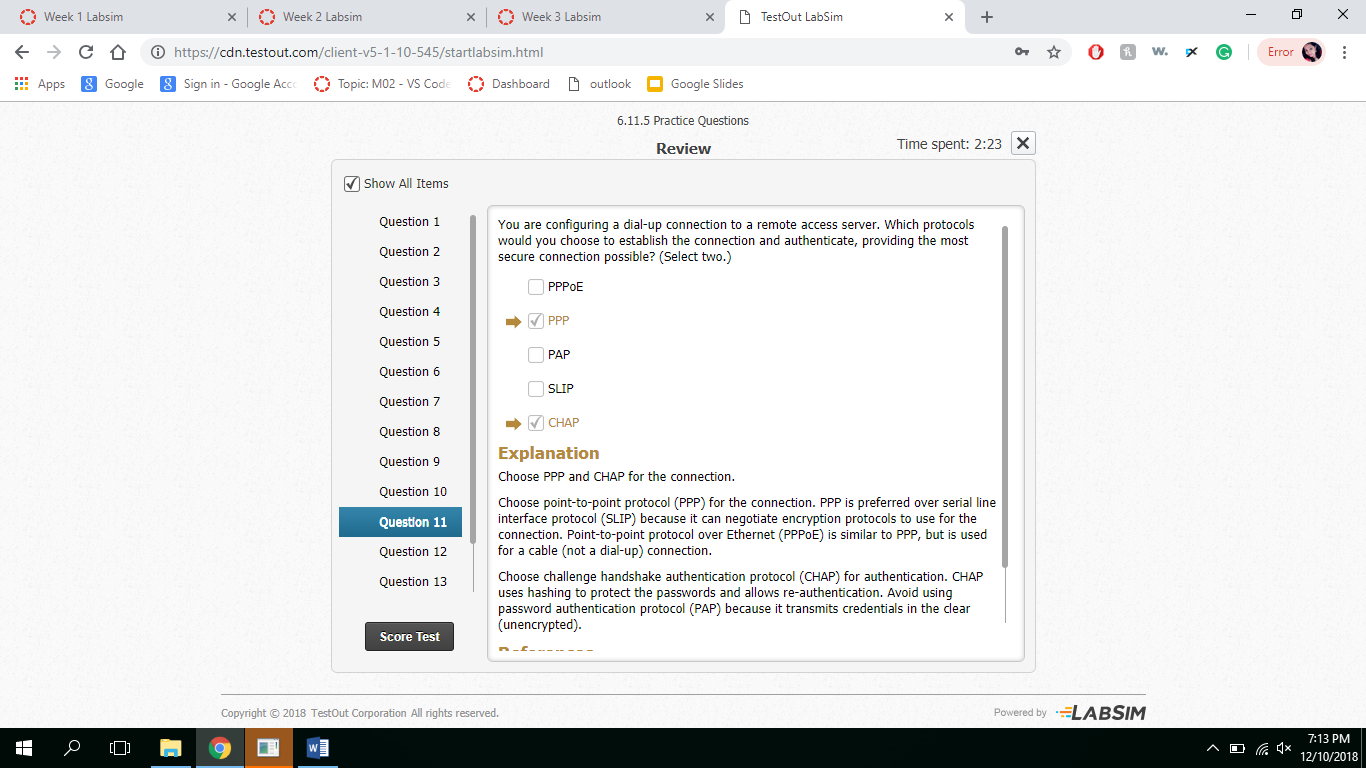 Week 1 Labsim
Week 2 Labsim
Week 3 Labsim
TestOut LabSim
https://cdn.testout.com/client-v5-1-10-545/startlabsim.html
Error
Apps
Google
Sign in - Google Acc
Topic: M02 - VS Code
Dashboard
outlook
Google Slides
6.11.5 Practice Questions
Review
Time spent: 2:23
Show All Items
Question 1
Question 2
Question 3
Question 4
Question 5
Question 6
Question 7
Question 8
Question 9
Question 10
Question 11
Question 12
Question 13
Score Test
You are configuring a dial-up connection to a remote access server. Which protocols
would you choose to establish the connection and authenticate, providing the most
secure connection possible? (Select two.)
PPPoE
PPP
PAP
SLIP
CHAP
Explanation
Choose PPP and CHAP for the connection.
Choose point-to-point protocol (PPP) for the connection. PPP is preferred over serial line
interface protocol (SLIP) because it can negotiate encryption protocols to use for the
connection. Point-to-point protocol over Ethernet (PPPoE) is similar to PPP, but is used
for a cable (not a dial-up) connection.
Choose challenge handshake authentication protocol (CHAP) for authentication. CHAP
uses hashing to protect the passwords and allows re-authentication. Avoid using
password authentication protocol (PAP) because it transmits credentials in the clear
(unencrypted).
References
Copyright © 2018 TestOut Corporation All rights reserved.
Powered by LABSIM
7:13 PM
12/10/2018